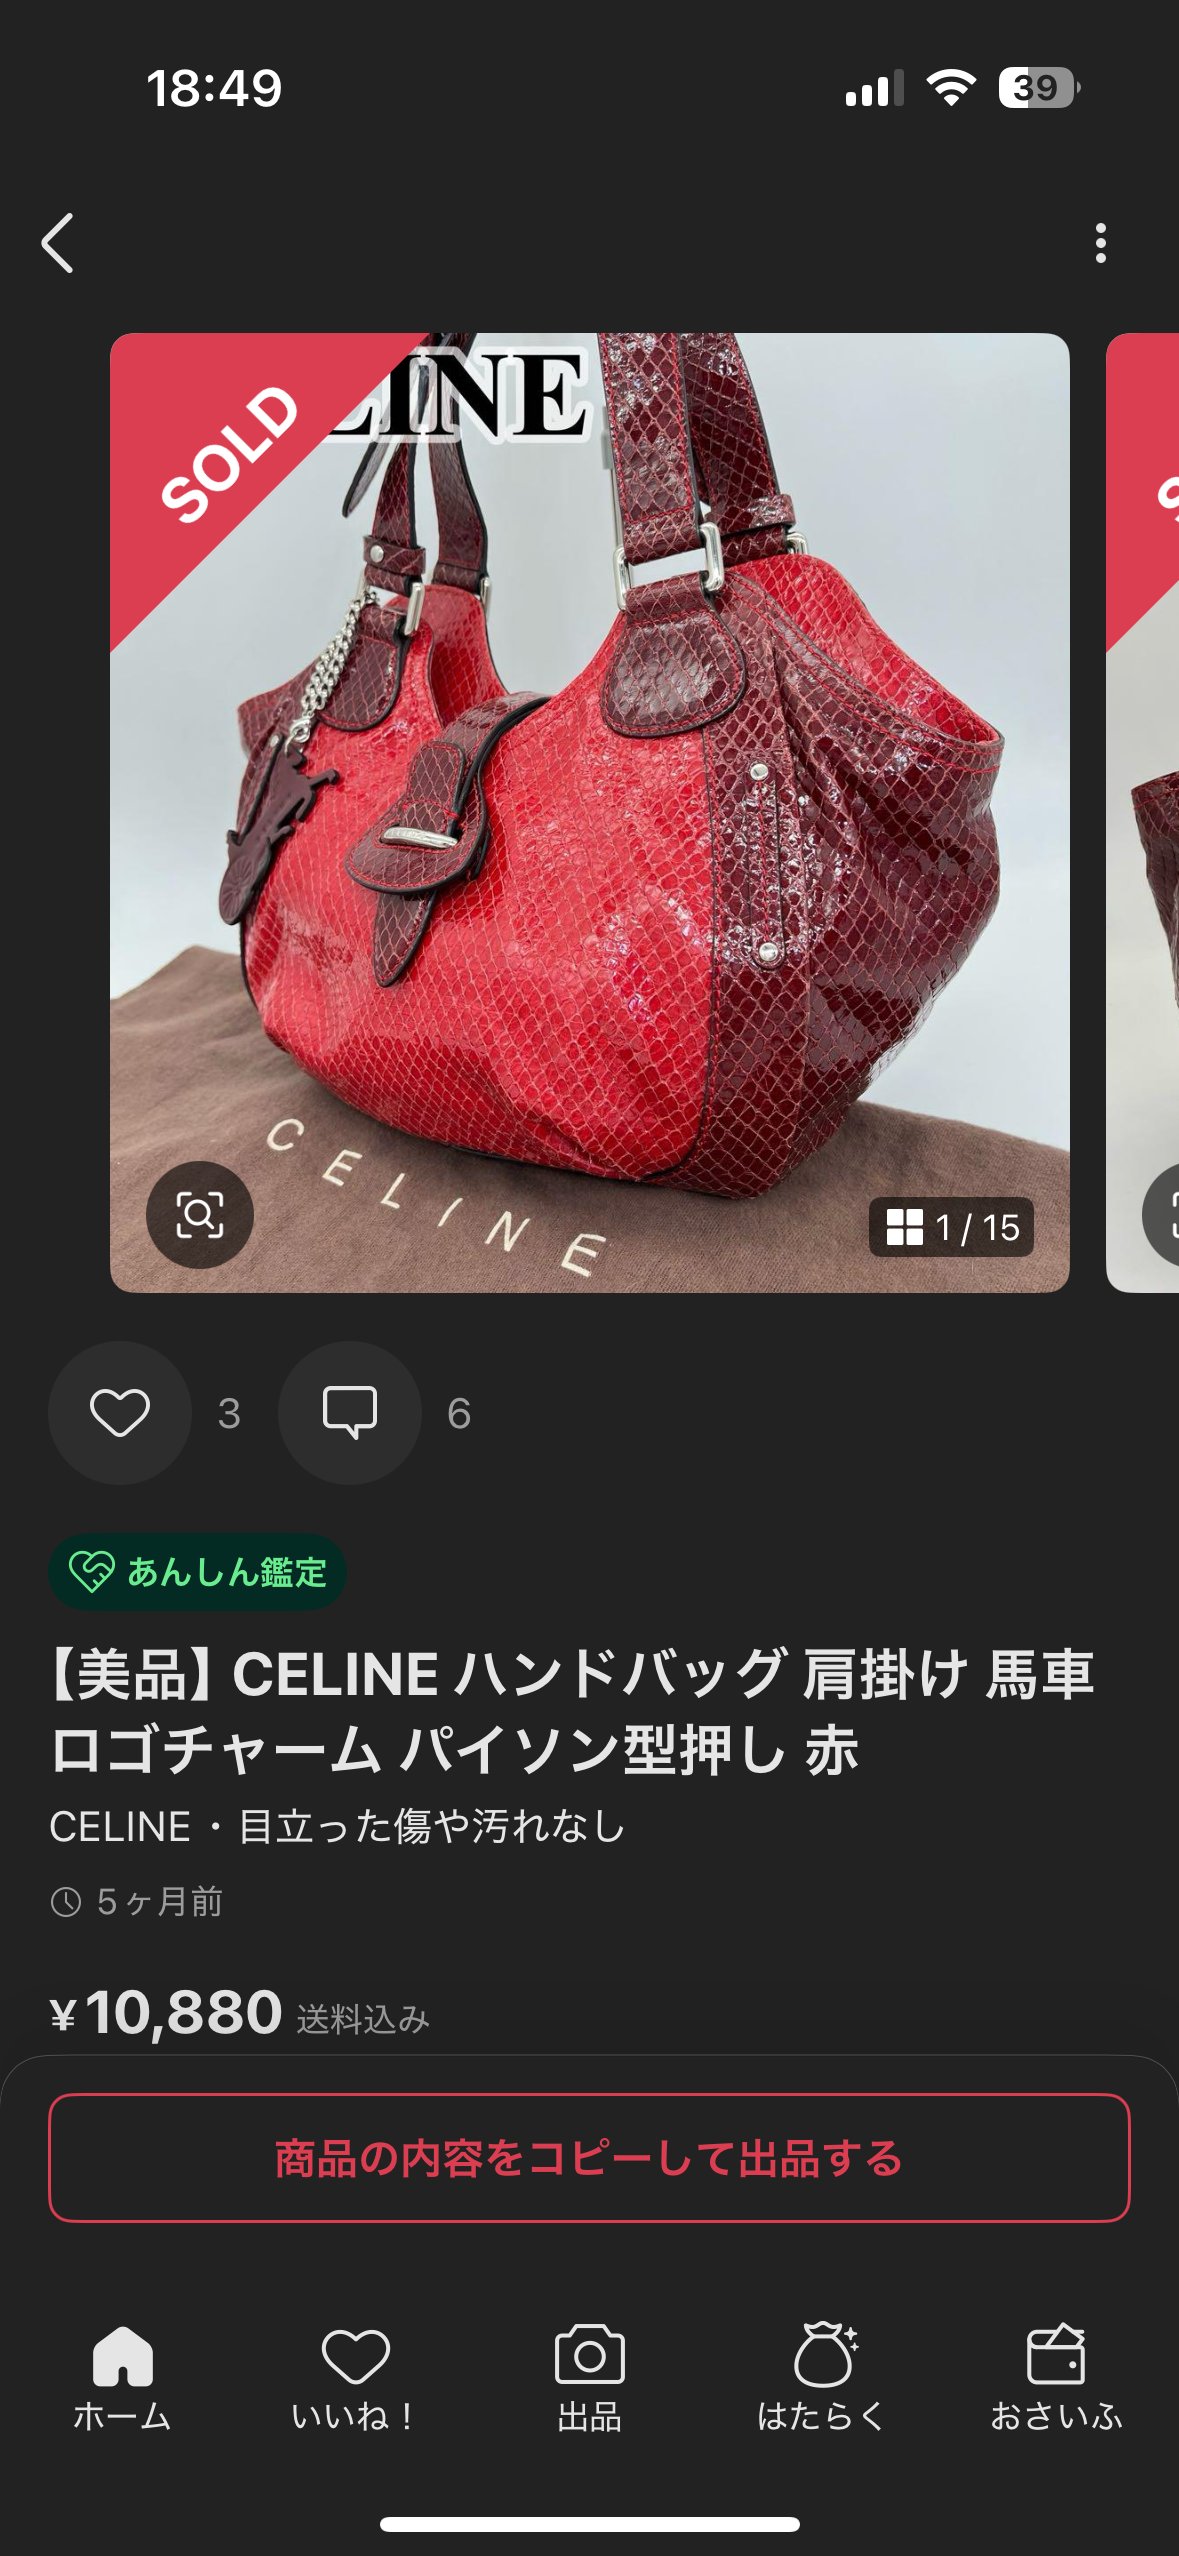 18:49
39
SOLD
LINE
CELINE
1 / 15
3
6
あんしん鑑定
【美品】CELINE ハンドバッグ 肩掛け 馬車
ロゴチャーム パイソン型押し 赤
CELINE・目立った傷や汚れなし
5ヶ月前
¥10,880 送料込み
商品の内容をコピーして出品する
ホーム
いいね！
出品
はたらく
おさいふ